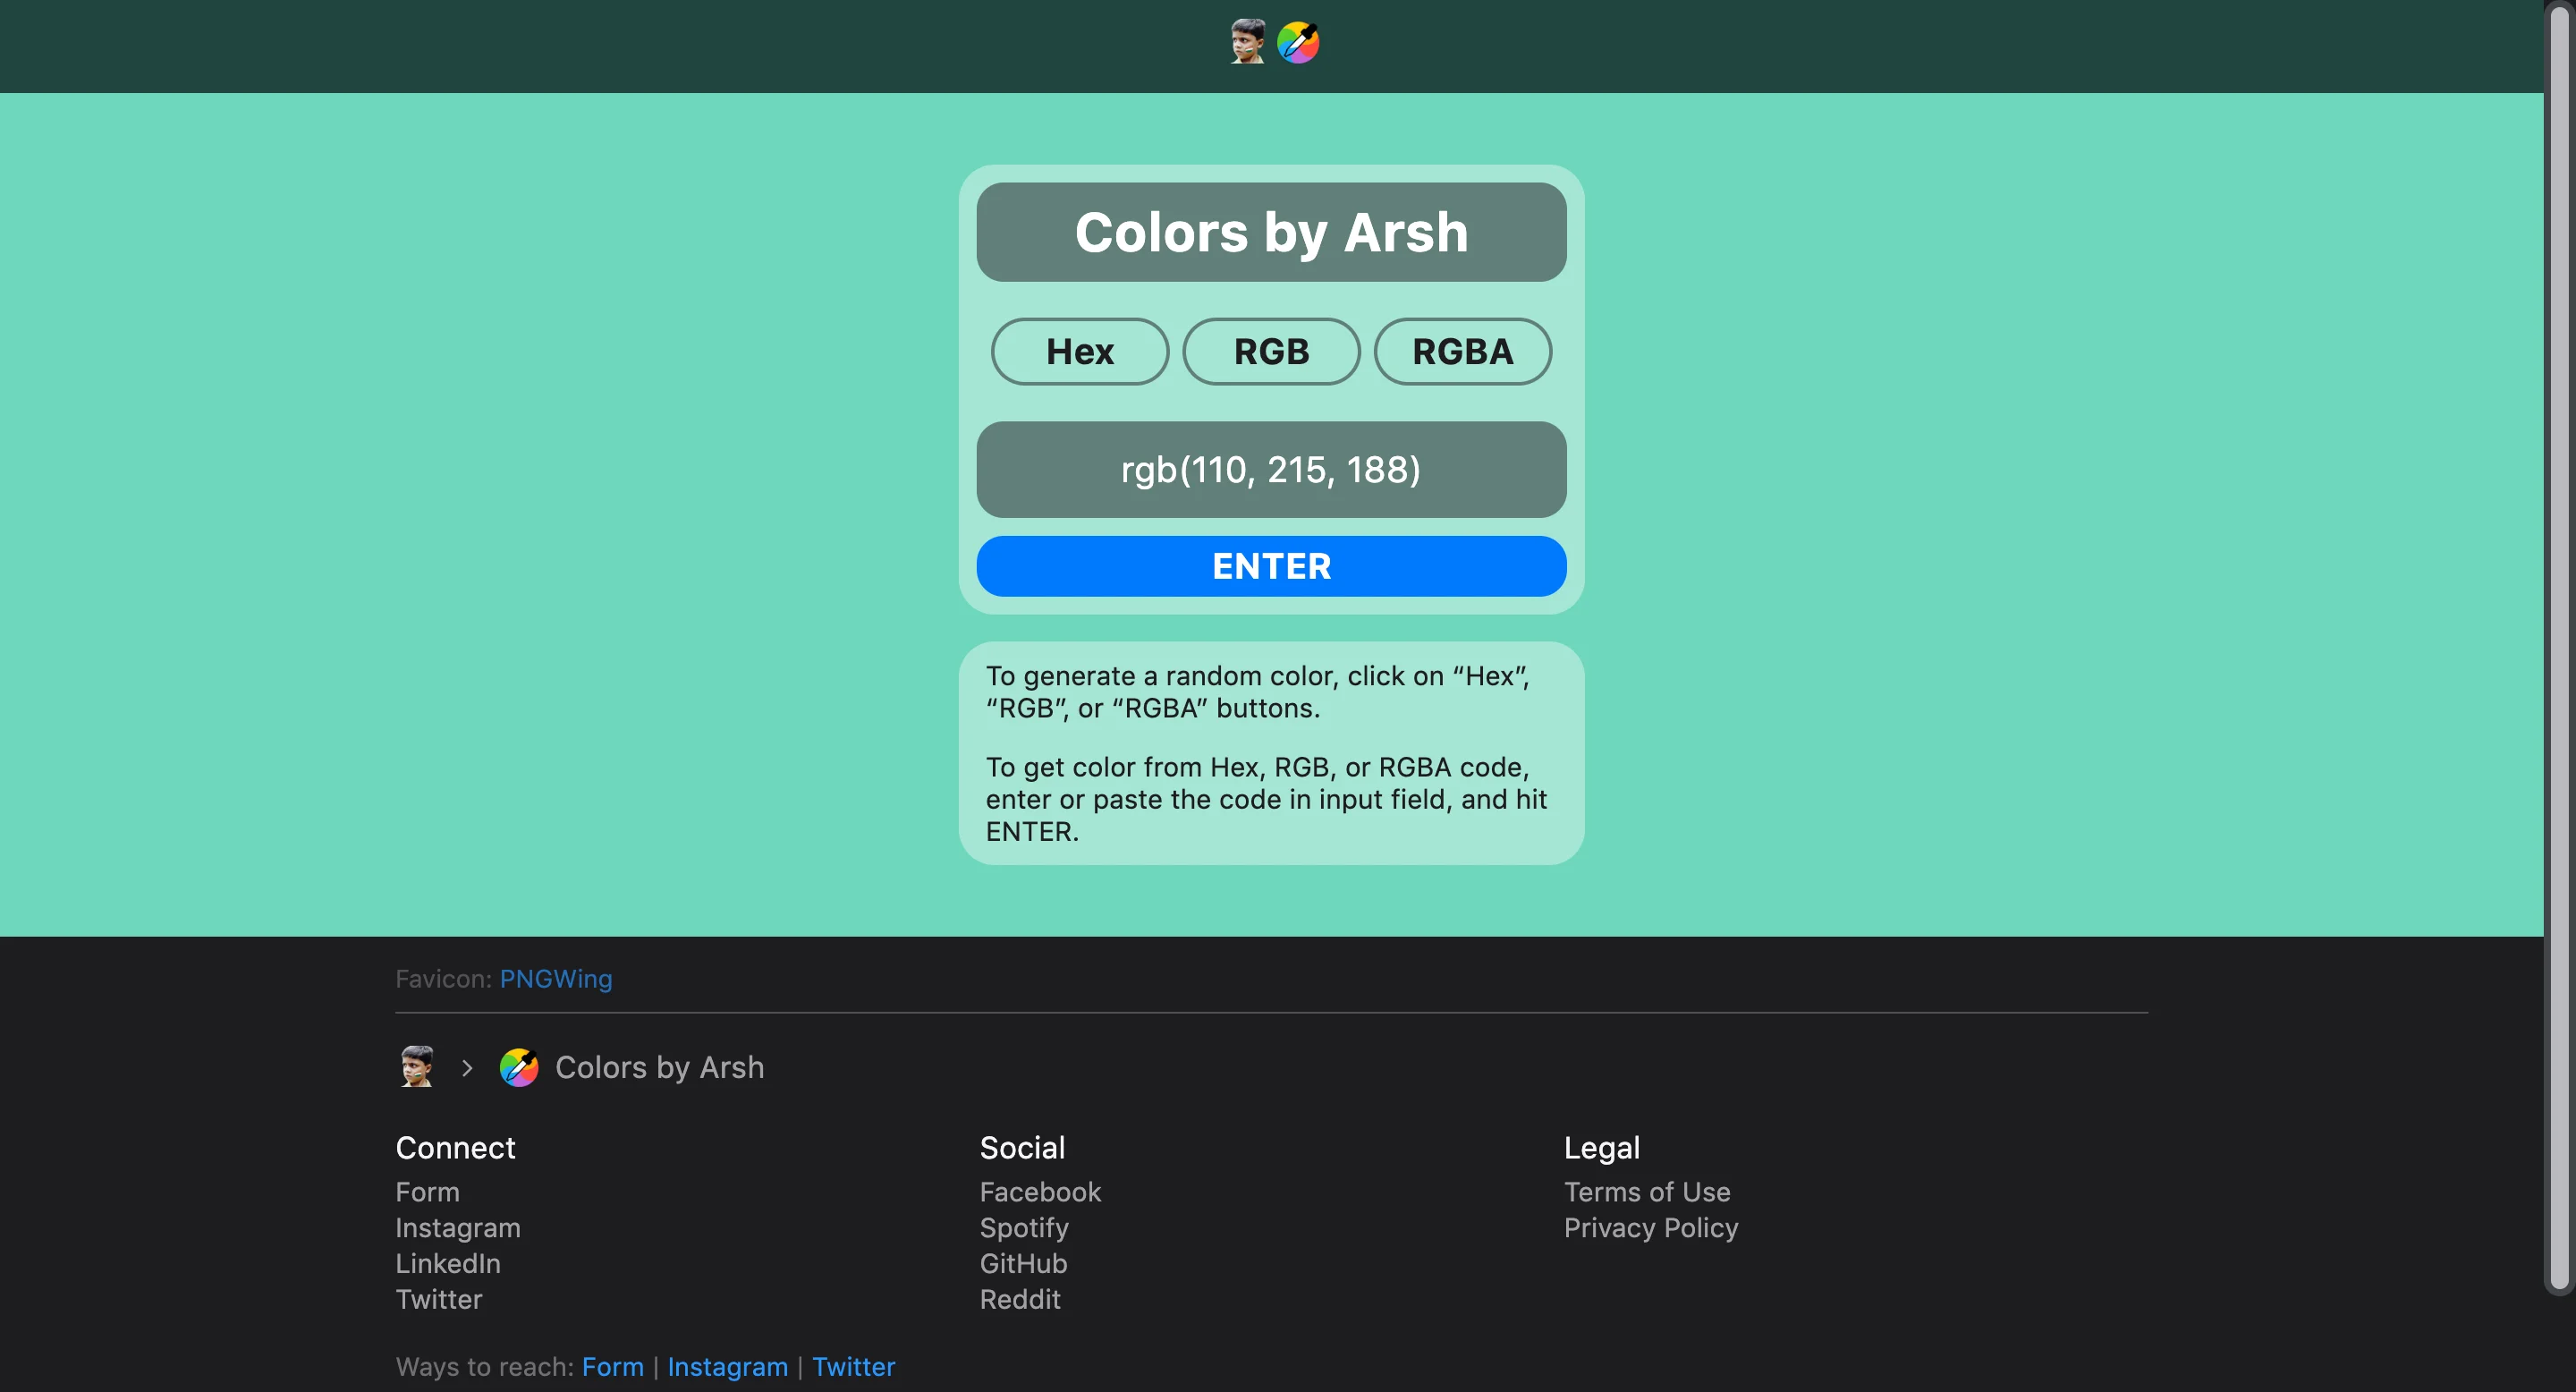 Colors by Arsh
Hex
RGB
RGBA
rgb(110, 215, 188)
ENTER
To generate a random color, click on “Hex”,
“RGB”, or “RGBA” buttons.
To get color from Hex, RGB, or RGBA code,
enter or paste the code in input field, and hit
ENTER.
Favicon: PNGWing
Colors by Arsh
Connect
Form
Instagram
LinkedIn
Twitter
Social
Facebook
Spotify
GitHub
Reddit
Legal
Terms of Use
Privacy Policy
Ways to reach: Form | Instagram | Twitter